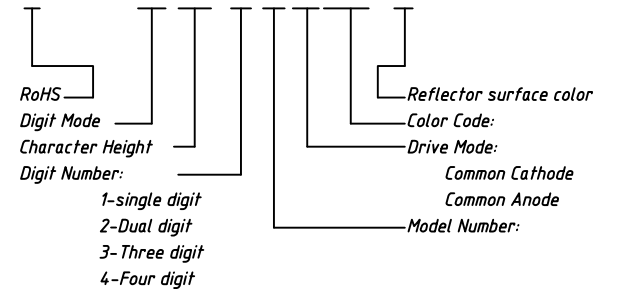 RoHS
Digit Mode
Character Height
Digit Number:
1-single digit
2-Dual digit
3-Three digit
4-Four digit
Reflector surface color
Color Code:
Drive Mode:
Common Cathode
Common Anode
Model Number: